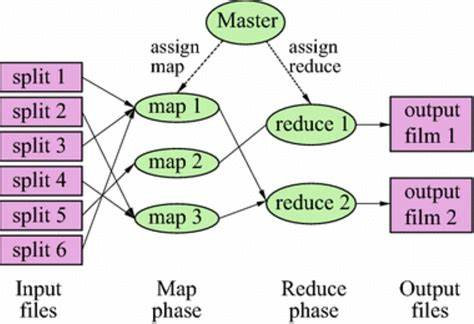 Master
assign
map
assign
reduce
split 1
split 2
split 3
split 4
split 5
split 6
map 1
map 2
map 3
reduce 1
reduce 2
output
film 1
output
film 2
Input
files
Map
phase
Reduce
phase
Output
files